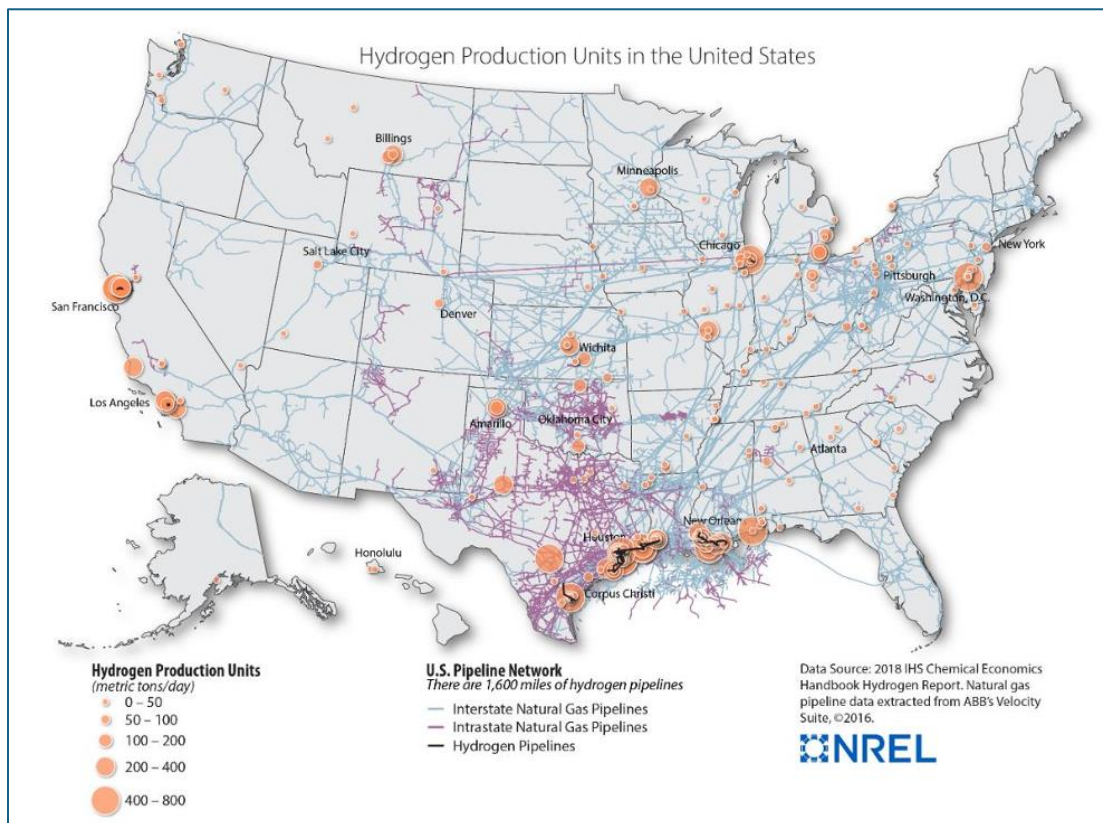 Hydrogen Production Units in the United States
Billings
Minneapolis
Chicago
Salt Lake City
New York
Pittsburgh
San Francisco
Denver
Washington, D.C.
Wichita
Los Angeles
Amarillo
Oklahoma City
Atlanta
New Orlean
Houston
Honolulu
Corpus Christi
Hydrogen Production Units
(metric tons/day)
0 – 50
50 – 100
100 – 200
200 – 400
400 – 800
U.S. Pipeline Network
There are 1,600 miles of hydrogen pipelines
Interstate Natural Gas Pipelines
Intrastate Natural Gas Pipelines
Hydrogen Pipelines
Data Source: 2018 IHS Chemical Economics
Handbook Hydrogen Report. Natural gas
pipeline data extracted from ABB's Velocity
Suite, ©2016.
NREL